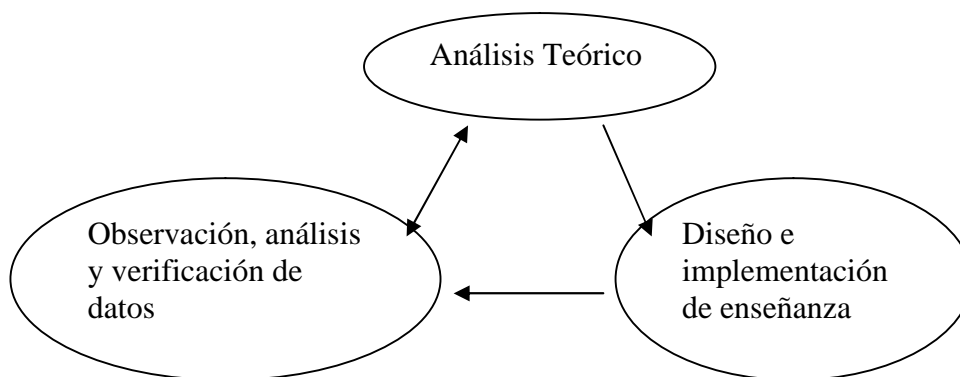 Análisis Teórico
Observación, análisis
y verificación de
datos
Diseño e
implementación
de enseñanza